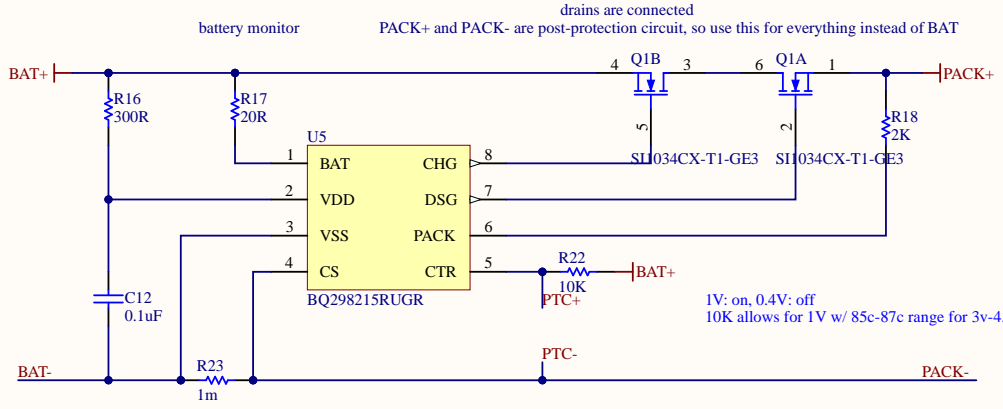 drains are connected
battery monitor
PACK+ and PACK- are post-protection circuit, so use this for everything instead of BAT
BAT+
4
Q1B
3
6
Q1A
1
PACK+
R16
300R
R17
20R
R18
2K
5
2
U5
SI1034CX-T1-GE3
SI1034CX-T1-GE3
1
BAT
CHG
8
2
VDD
DSG
7
3
VSS
PACK
6
4
CS
CTR
5
R22
10K
BAT+
BQ298215RUGR
PTC+
C12
0.1uF
1V: on, 0.4V: off
10K allows for 1V w/ 85c-87c range for 3v-4.
PTC-
BAT-
R23
1m
PACK-